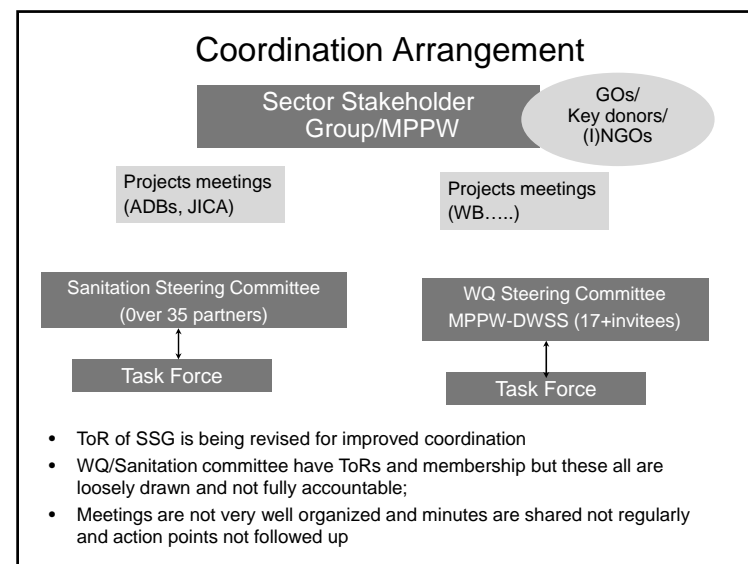 Coordination Arrangement
Sector Stakeholder
Group/MPPW
GOs/
Key donors/
(I)NGOs
Projects meetings
(ADBs, JICA)
Projects meetings
(WB…..)
Sanitation Steering Committee
(0ver 35 partners)
WQ Steering Committee
MPPW-DWSS (17+invitees)
Task Force
Task Force
• ToR of SSG is being revised for improved coordination
• WQ/Sanitation committee have ToRs and membership but these all are
loosely drawn and not fully accountable;
• Meetings are not very well organized and minutes are shared not regularly
and action points not followed up